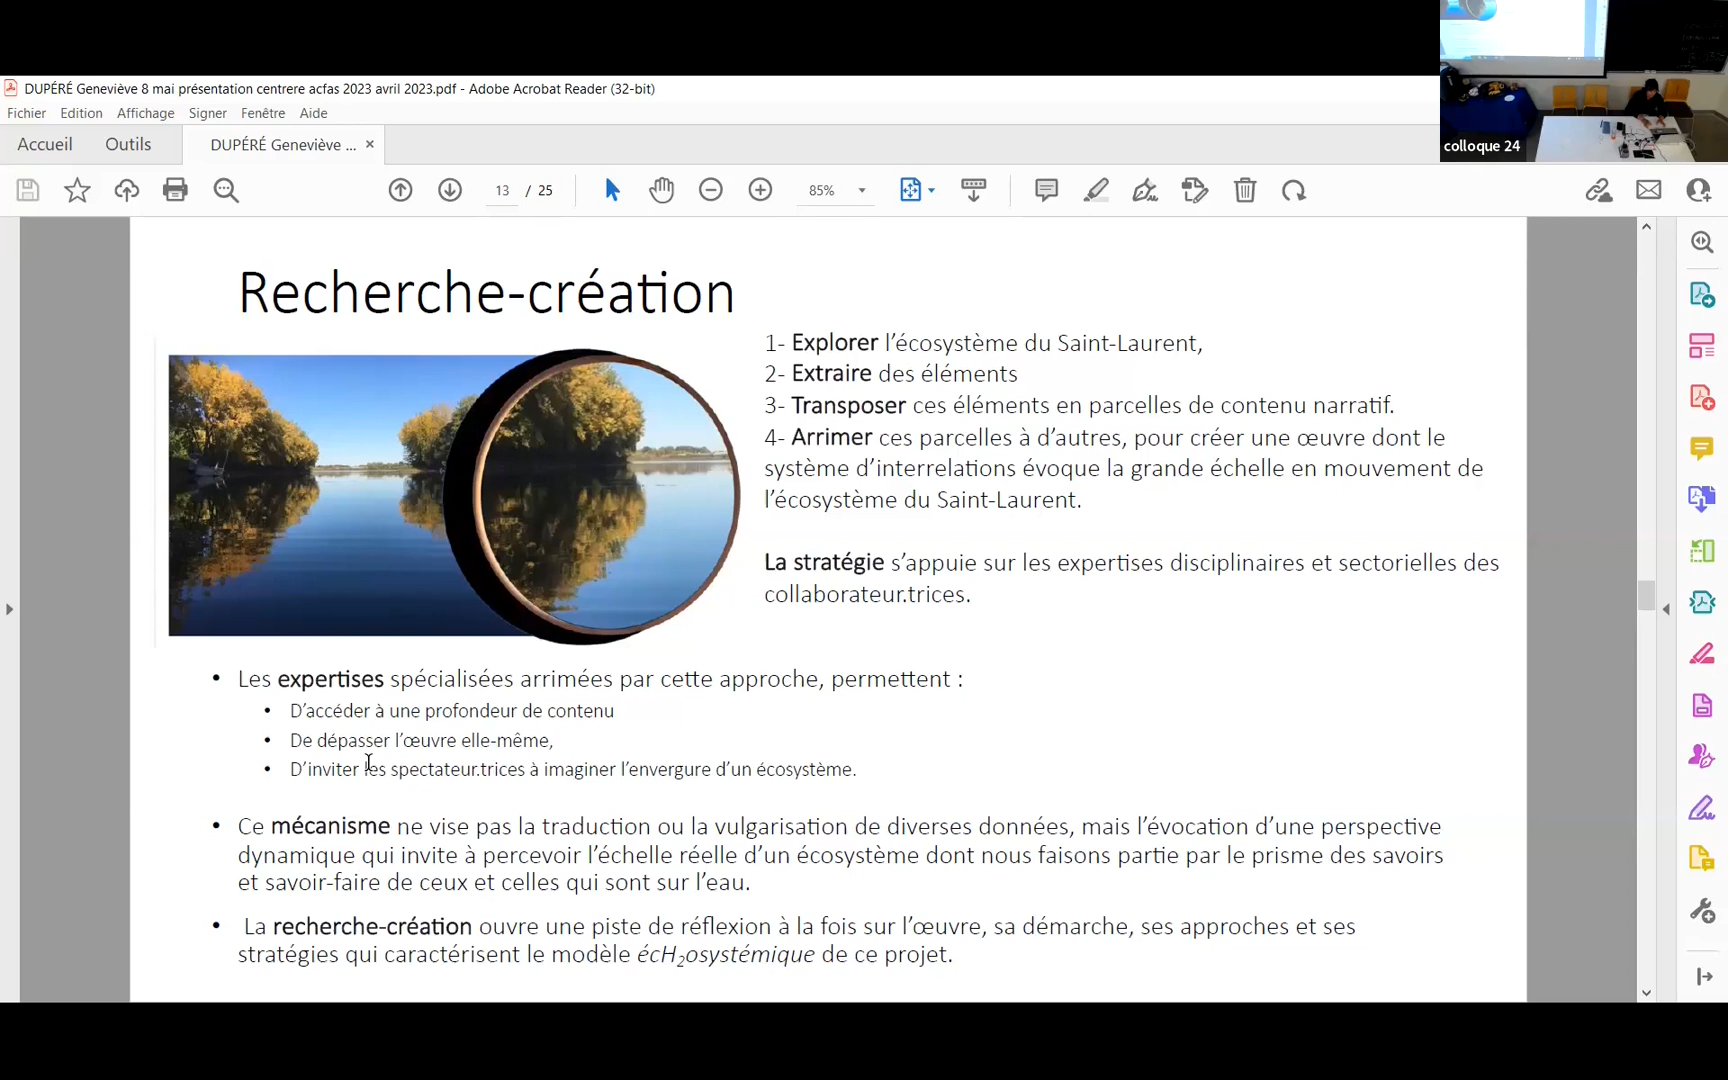 DUPÉRÉ Geneviève 8 mai présentation centrere acfas 2023 avril 2023.pdf - Adobe Acrobat Reader (32-bit)
Fichier Edition Affichage Signer Fenêtre Aide
colloque 24
Accueil Outils DUPÉRÉ Geneviève ... ×
13 / 25 85%
Recherche-création
1- Explorer l’écosystème du Saint-Laurent,
2- Extraire des éléments
3- Transposer ces éléments en parcelles de contenu narratif.
4- Arrimer ces parcelles à d’autres, pour créer une œuvre dont le
système d’interrelations évoque la grande échelle en mouvement de
l’écosystème du Saint-Laurent.
La stratégie s’appuie sur les expertises disciplinaires et sectorielles des
collaborateur.trices.
• Les expertises spécialisées arrimées par cette approche, permettent :
• D’accéder à une profondeur de contenu
• De dépasser l’œuvre elle-même,
• D’inviter les spectateur.trices à imaginer l’envergure d’un écosystème.
• Ce mécanisme ne vise pas la traduction ou la vulgarisation de diverses données, mais l’évocation d’une perspective
dynamique qui invite à percevoir l’échelle réelle d’un écosystème dont nous faisons partie par le prisme des savoirs
et savoir-faire de ceux et celles qui sont sur l’eau.
• La recherche-création ouvre une piste de réflexion à la fois sur l’œuvre, sa démarche, ses approches et ses
stratégies qui caractérisent le modèle écH₂osystémique de ce projet.